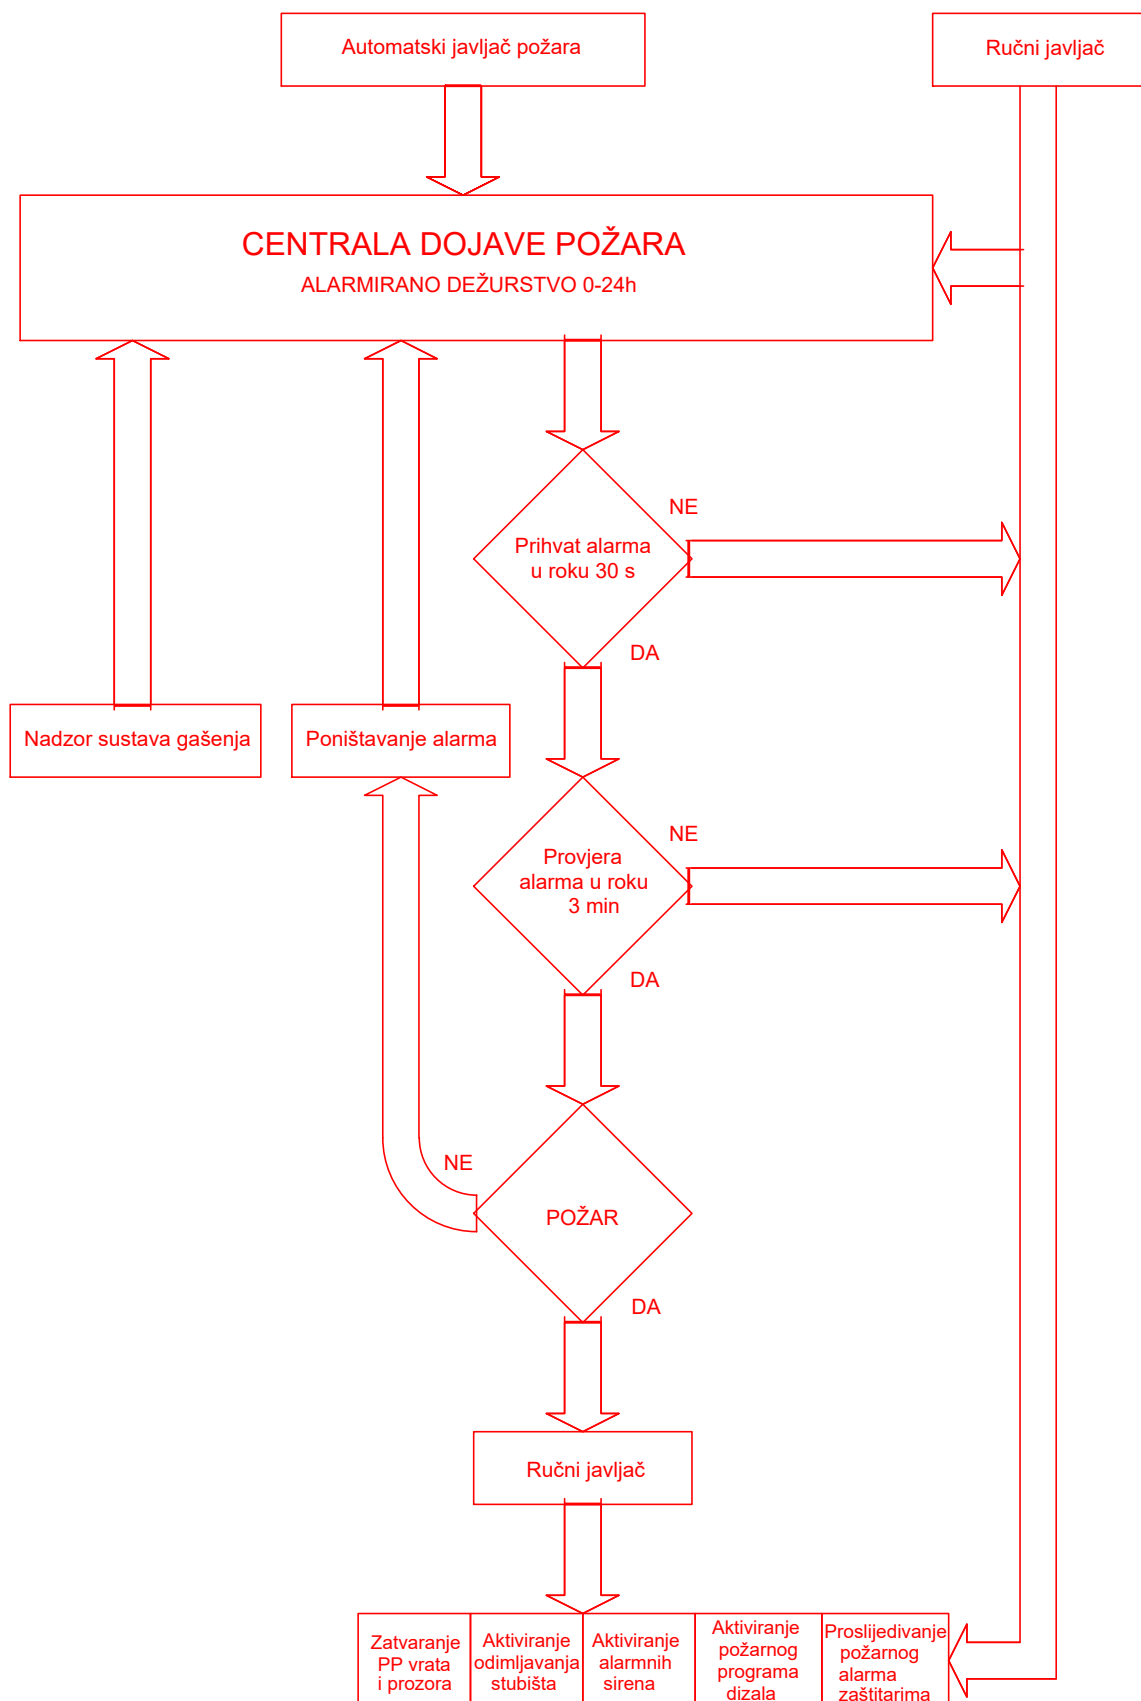 Automatski javljač požara
Ručni javljač
CENTRALA DOJAVE POŽARA
ALARMIRANO DEŽURSTVO 0-24h
NE
Prihvat alarma
u roku 30 s
DA
Nadzor sustava gašenja
Poništavanje alarma
NE
Provjera
alarma u roku
3 min
DA
NE
POŽAR
DA
Ručni javljač
Zatvaranje
PP vrata
i prozora
Aktiviranje
odimljavanja
stubišta
Aktiviranje
alarmnih
sirena
Aktiviranje
požarnog
programa
dizala
Proslijedivanje
požarnog
alarma
zaštitarima